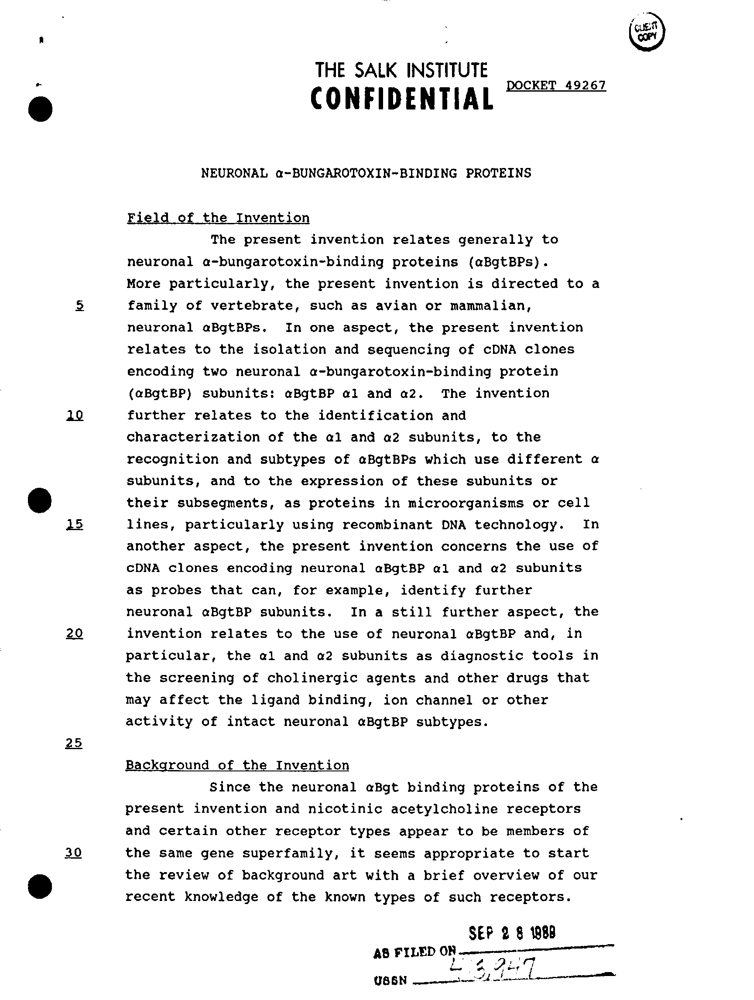 CLIENT
COPY
THE SALK INSTITUTE
CONFIDENTIAL
DOCKET 49267
NEURONAL α-BUNGAROTOXIN-BINDING PROTEINS
Field of the Invention
The present invention relates generally to
neuronal α-bungarotoxin-binding proteins (αBgtBPs).
More particularly, the present invention is directed to a
5 family of vertebrate, such as avian or mammalian,
neuronal αBgtBPs. In one aspect, the present invention
relates to the isolation and sequencing of cDNA clones
encoding two neuronal α-bungarotoxin-binding protein
(αBgtBP) subunits: αBgtBP α1 and α2. The invention
10 further relates to the identification and
characterization of the α1 and α2 subunits, to the
recognition and subtypes of αBgtBPs which use different α
subunits, and to the expression of these subunits or
their subsegments, as proteins in microorganisms or cell
15 lines, particularly using recombinant DNA technology. In
another aspect, the present invention concerns the use of
cDNA clones encoding neuronal αBgtBP α1 and α2 subunits
as probes that can, for example, identify further
neuronal αBgtBP subunits. In a still further aspect, the
20 invention relates to the use of neuronal αBgtBP and, in
particular, the α1 and α2 subunits as diagnostic tools in
the screening of cholinergic agents and other drugs that
may affect the ligand binding, ion channel or other
activity of intact neuronal αBgtBP subtypes.
25
Background of the Invention
Since the neuronal αBgt binding proteins of the
present invention and nicotinic acetylcholine receptors
and certain other receptor types appear to be members of
30 the same gene superfamily, it seems appropriate to start
the review of background art with a brief overview of our
recent knowledge of the known types of such receptors.
SEP 28 1989
AS FILED ON
USSN 413,947